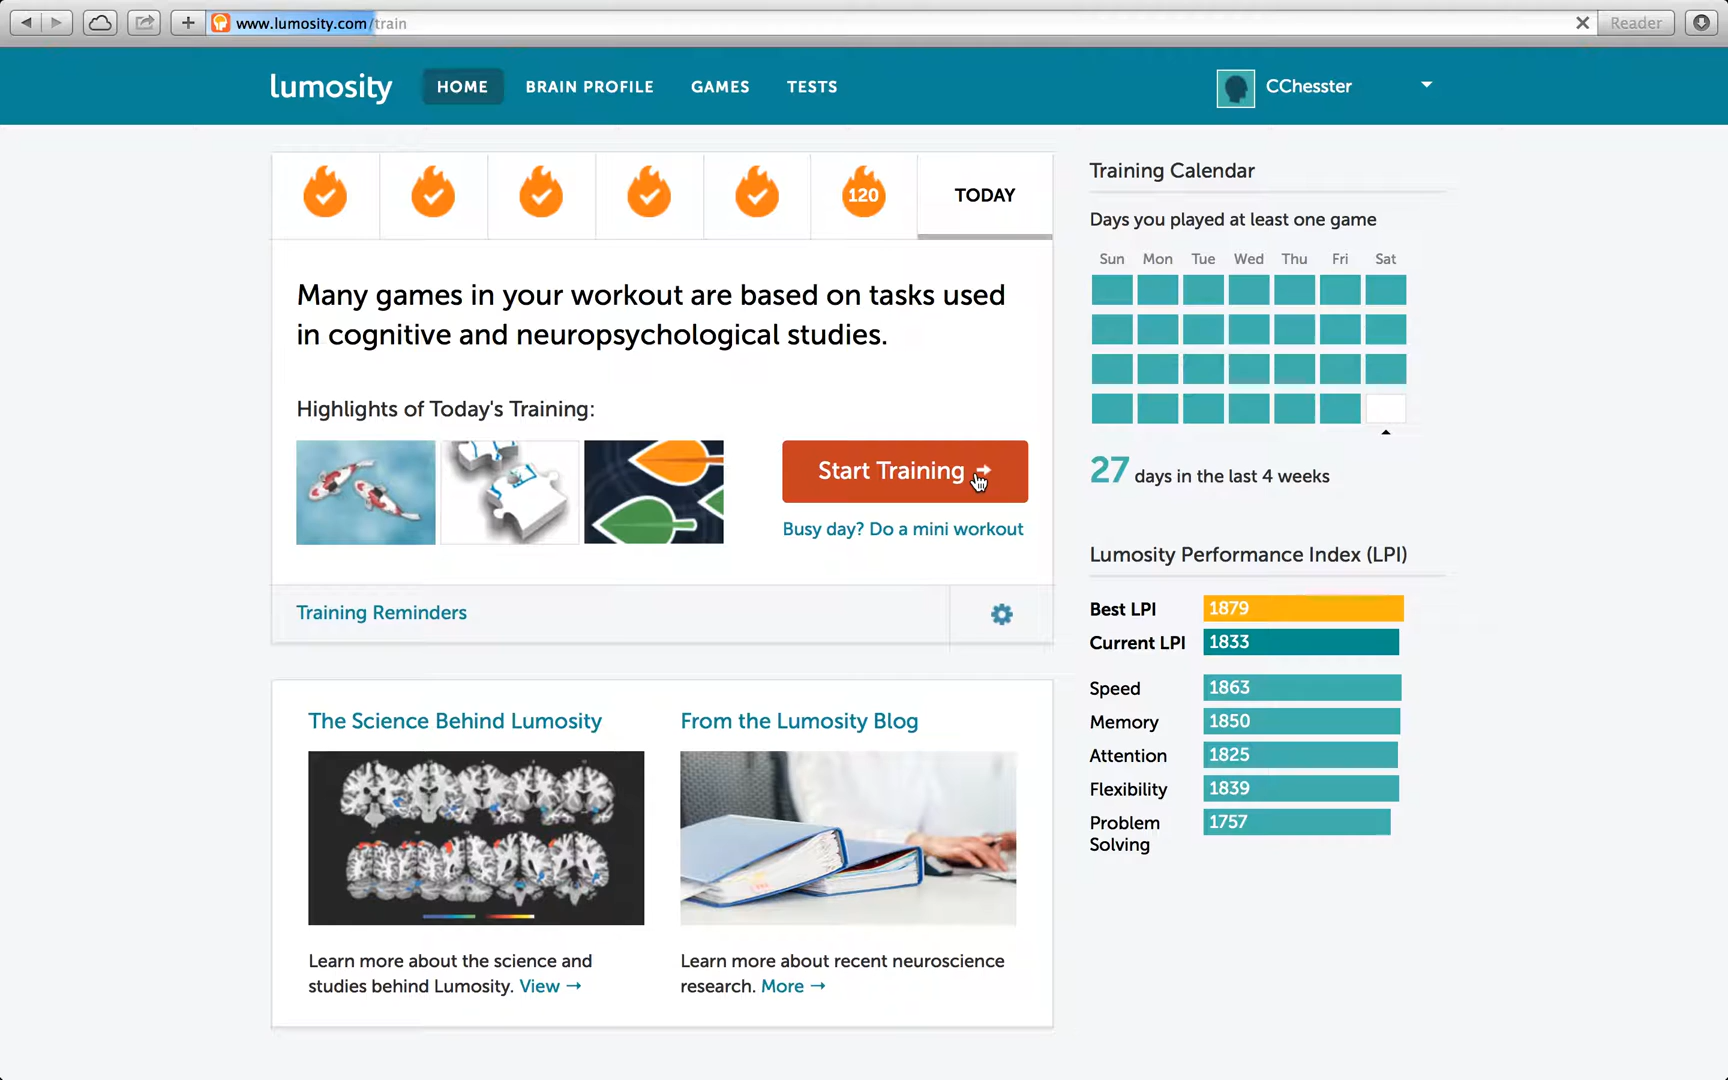 www.lumosity.com/train
Reader
lumosity
HOME
BRAIN PROFILE
GAMES
TESTS
CChesster
120
TODAY
Many games in your workout are based on tasks used
in cognitive and neuropsychological studies.
Highlights of Today's Training:
Start Training →
Busy day? Do a mini workout
Training Reminders
The Science Behind Lumosity
Learn more about the science and
studies behind Lumosity. View →
From the Lumosity Blog
Learn more about recent neuroscience
research. More →
Training Calendar
Days you played at least one game
Sun Mon Tue Wed Thu Fri Sat
27 days in the last 4 weeks
Lumosity Performance Index (LPI)
Best LPI 1879
Current LPI 1833
Speed 1863
Memory 1850
Attention 1825
Flexibility 1839
Problem 1757
Solving